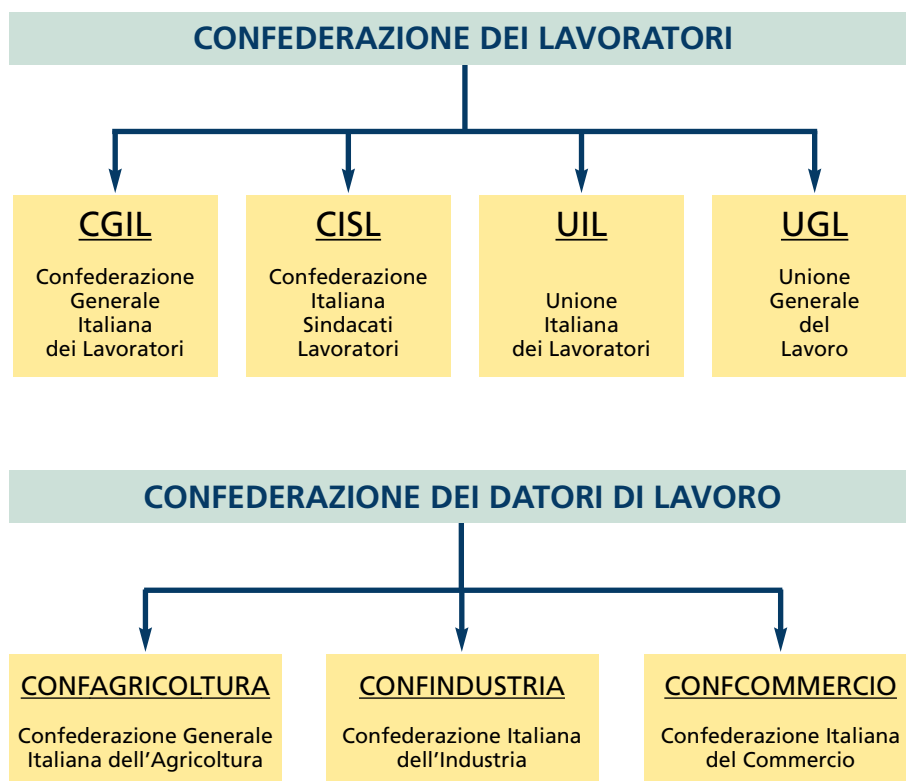 CONFEDERAZIONE DEI LAVORATORI
CGIL
Confederazione
Generale
Italiana
dei Lavoratori
CISL
Confederazione
Italiana
Sindacati
Lavoratori
UIL
Unione
Italiana
dei Lavoratori
UGL
Unione
Generale
del
Lavoro
CONFEDERAZIONE DEI DATORI DI LAVORO
CONFAGRICOLTURA
Confederazione Generale
Italiana dell'Agricoltura
CONFINDUSTRIA
Confederazione Italiana
dell'Industria
CONFCOMMERCIO
Confederazione Italiana
del Commercio